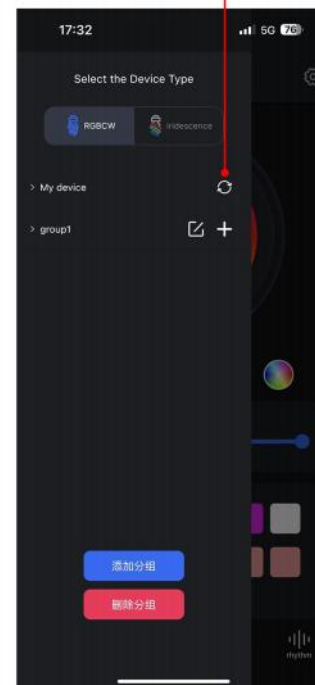 17:32
5G 76
Select the Device Type
RGBCW
iridescence
> My device
> group1
添加分组
删除分组
rhythm